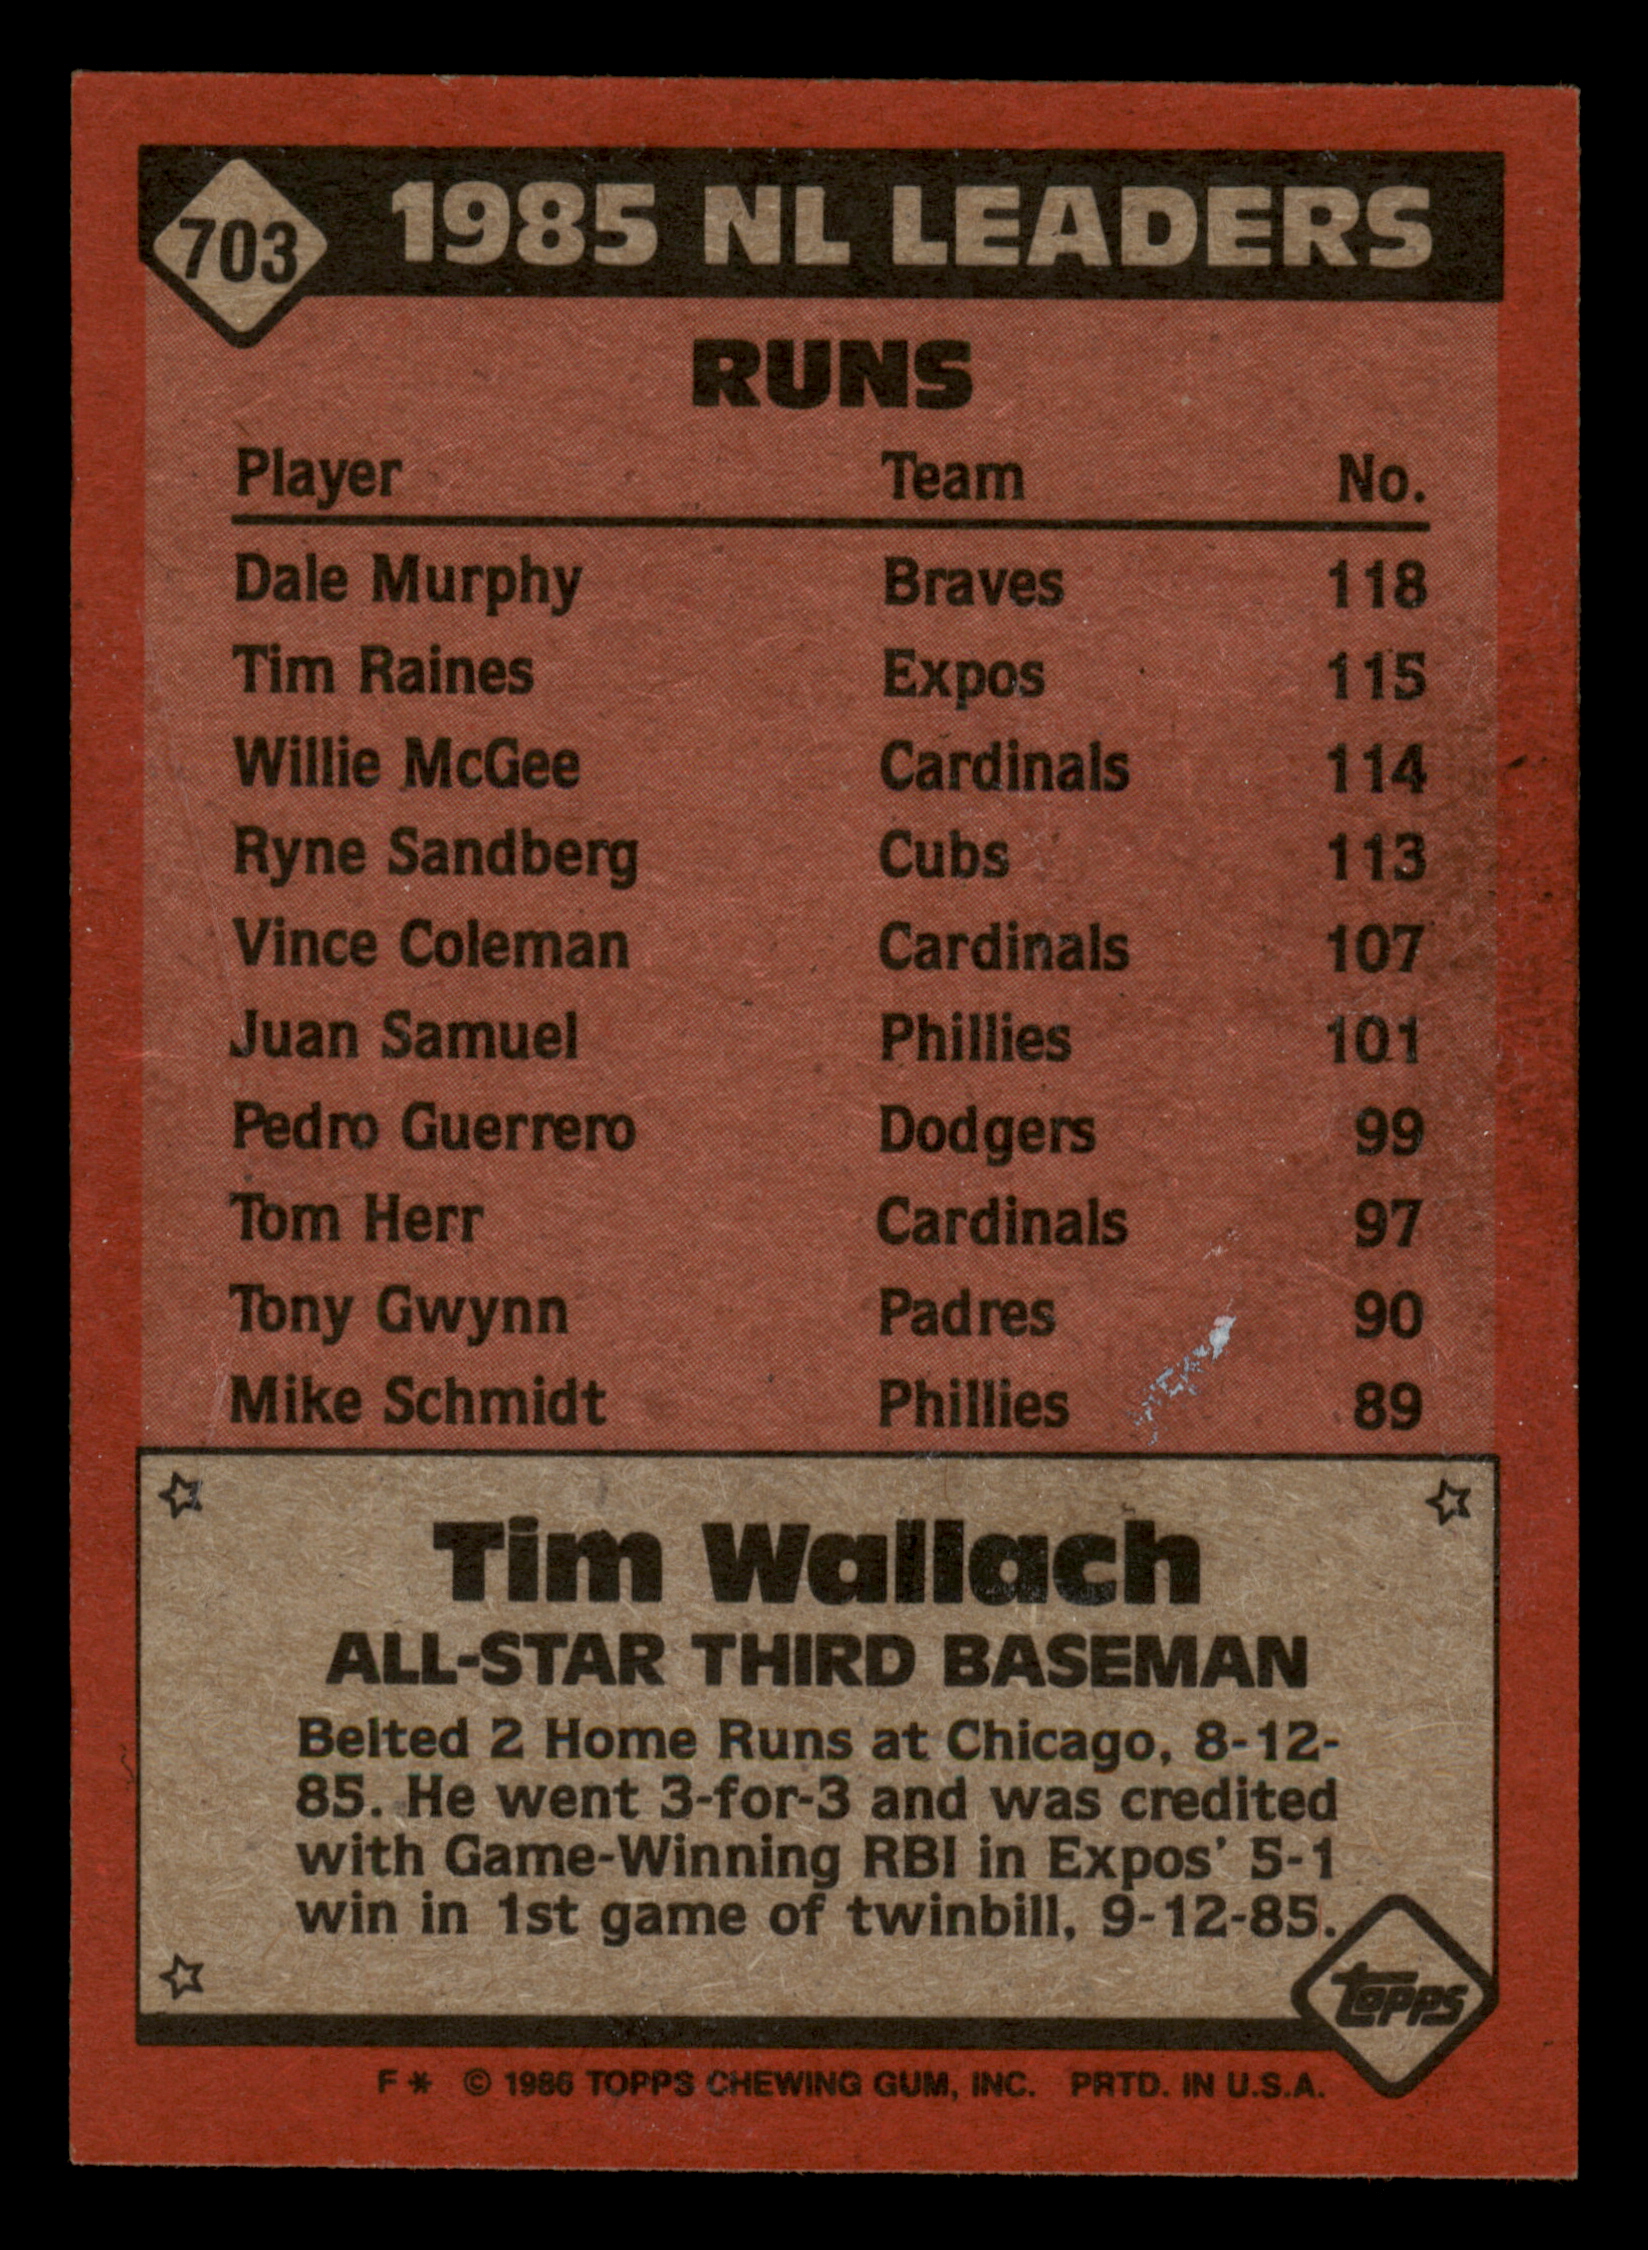 703
1985 NL LEADERS
RUNS
Player Team No.
Dale Murphy Braves 118
Tim Raines Expos 115
Willie McGee Cardinals 114
Ryne Sandberg Cubs 113
Vince Coleman Cardinals 107
Juan Samuel Phillies 101
Pedro Guerrero Dodgers 99
Tom Herr Cardinals 97
Tony Gwynn Padres 90
Mike Schmidt Phillies 89
Tim Wallach
ALL-STAR THIRD BASEMAN
Belted 2 Home Runs at Chicago, 8-12-
85. He went 3-for-3 and was credited
with Game-Winning RBI in Expos' 5-1
win in 1st game of twinbill, 9-12-85.
topps
F * © 1986 TOPPS CHEWING GUM, INC. PRTD. IN U.S.A.